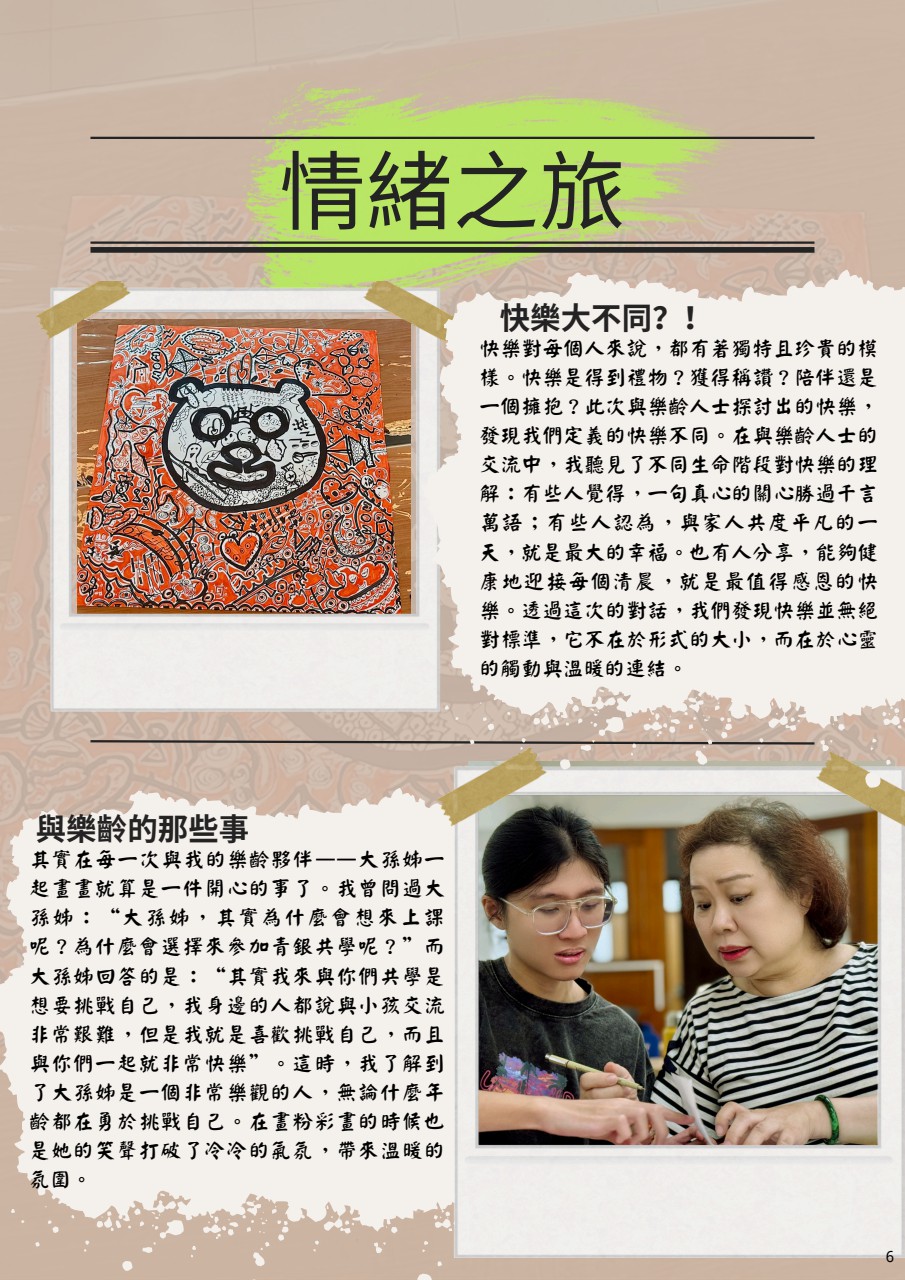 情緒之旅
快樂大不同？！
快樂對每個人來說，都有著獨特且珍貴的模
樣。快樂是得到禮物？獲得稱讚？陪伴還是
一個擁抱？此次與樂齡人士探討出的快樂，
發現我們定義的快樂不同。在與樂齡人士的
交流中，我聽見了不同生命階段對快樂的理
解：有些人覺得，一句真心的關心勝過千言
萬語；有些人認為，與家人共度平凡的一
天，就是最大的幸福。也有人分享，能夠健
康地迎接每個清晨，就是最值得感恩的快
樂。透過這次的對話，我們發現快樂並無絕
對標準，它不在於形式的大小，而在於心靈
的觸動與溫暖的連結。
與樂齡的那些事
其實在每一次與我的樂齡夥伴——大孫姊一
起畫畫就算是一件開心的事了。我曾問過大
孫姊：“大孫姊，其實為什麼會想來上課
呢？為什麼會選擇來參加青銀共學呢？”而
大孫姊回答的是：“其實我來與你們共學是
想要挑戰自己，我身邊的人都說與小孩交流
非常艱難，但是我就是喜歡挑戰自己，而且
與你們一起就非常快樂”。這時，我了解到
了大孫姊是一個非常樂觀的人，無論什麼年
齡都在勇於挑戰自己。在畫粉彩畫的時候也
是她的笑聲打破了冷冷的氣氛，帶來溫暖的
氛圍。
6